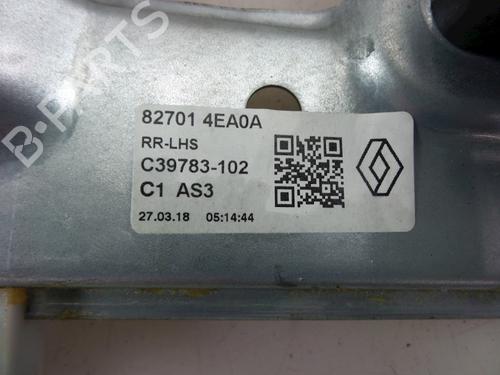 B-PARTS
82701 4EA0A
RR-LHS
C39783-102
C1 AS3
27.03.18 05:14:44